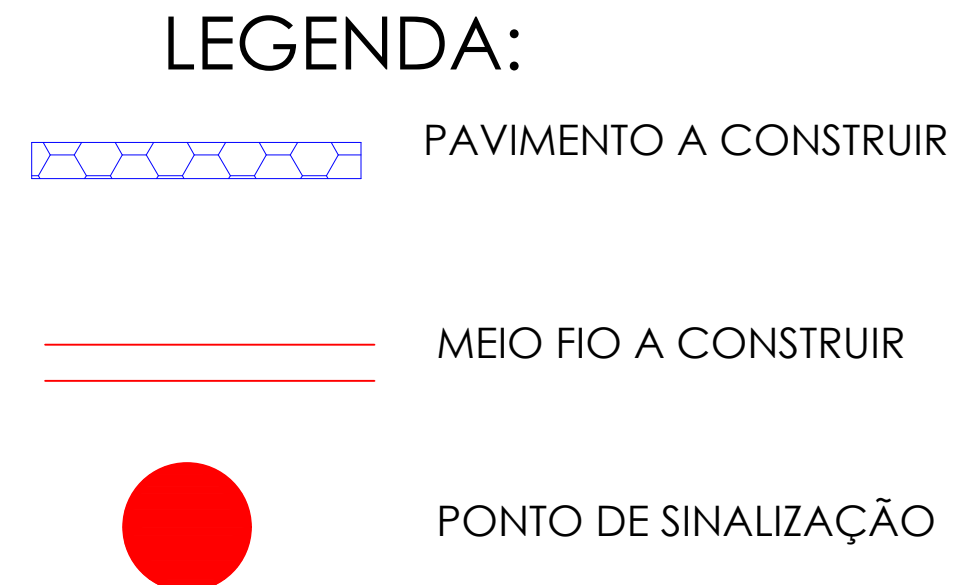 LEGENDA:
PAVIMENTO A CONSTRUIR
MEIO FIO A CONSTRUIR
PONTO DE SINALIZAÇÃO